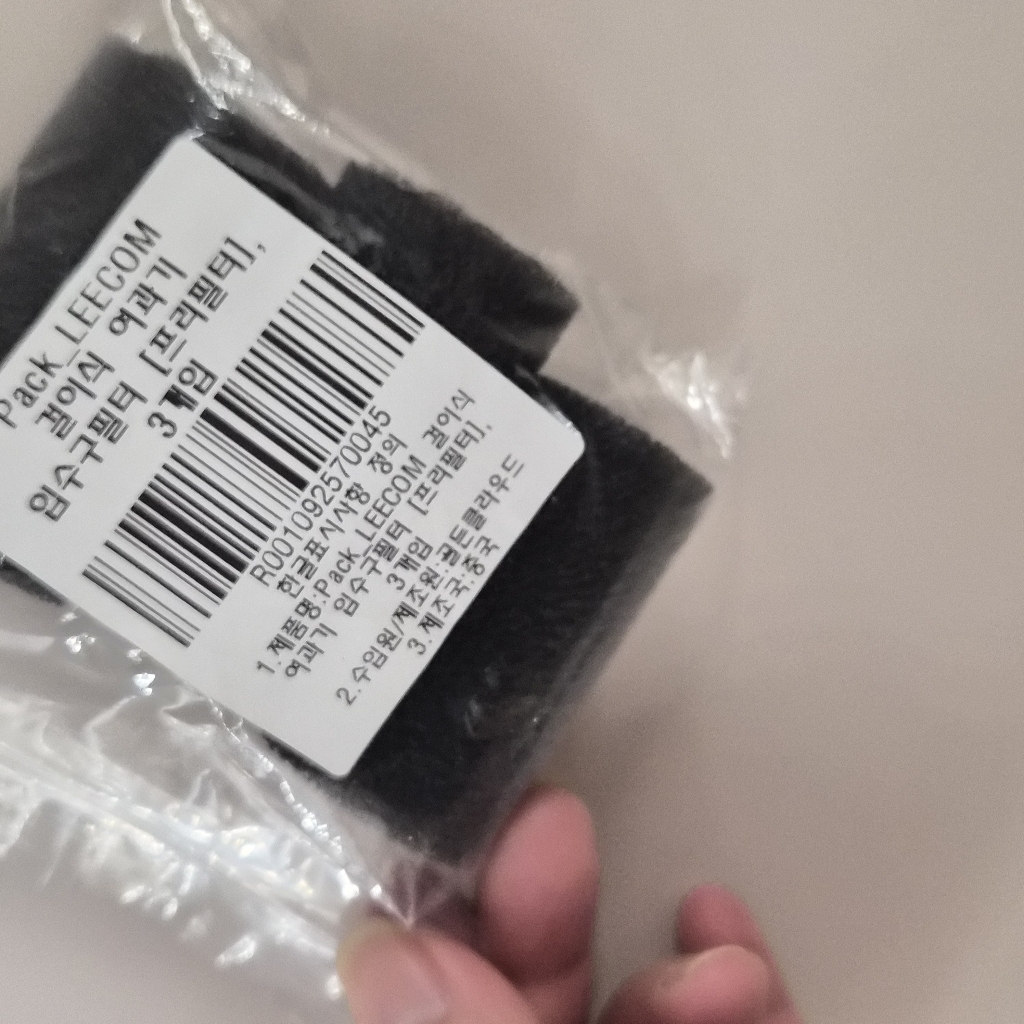 Pack_LEECOM
걸이식 여과기
입수구필터 [프리필터],
3개입
R001092570045
한글표시사항 정의
1.제품명:Pack_LEECOM 걸이식
여과기 입수구필터 [프리필터],
3개입
2.수입원/제조원:골든클라우드
3.제조국:중국